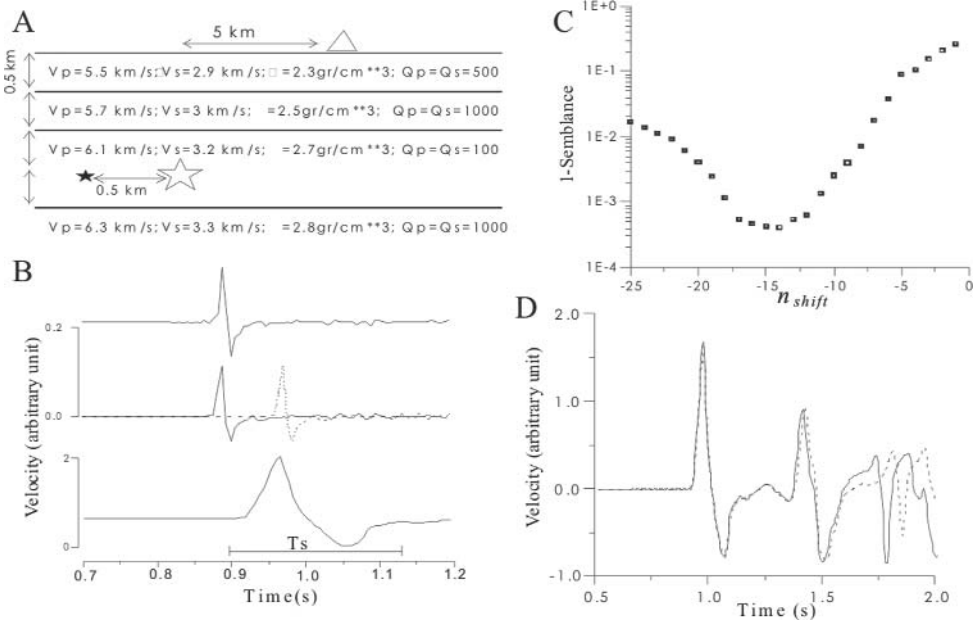 A
5 km
0.5 km
Vp=5.5 km/s; Vs=2.9 km/s; □ =2.3gr/cm**3; Qp=Qs=500
Vp=5.7 km/s; Vs=3 km/s; =2.5gr/cm**3; Qp=Qs=1000
Vp=6.1 km/s; Vs=3.2 km/s; =2.7gr/cm**3; Qp=Qs=100
0.5 km
Vp=6.3 km/s; Vs=3.3 km/s; =2.8gr/cm**3; Qp=Qs=1000
B
Velocity (arbitrary unit)
0.2
0.0
2
0
Ts
0.7 0.8 0.9 1.0 1.1 1.2
Time(s)
C
1-Semblance
1E+0
1E-1
1E-2
1E-3
1E-4
-25 -20 -15 -10 -5 0
n shift
D
Velocity (arbitrary unit)
2.0
1.0
0.0
-1.0
0.5 1.0 1.5 2.0
Time (s)